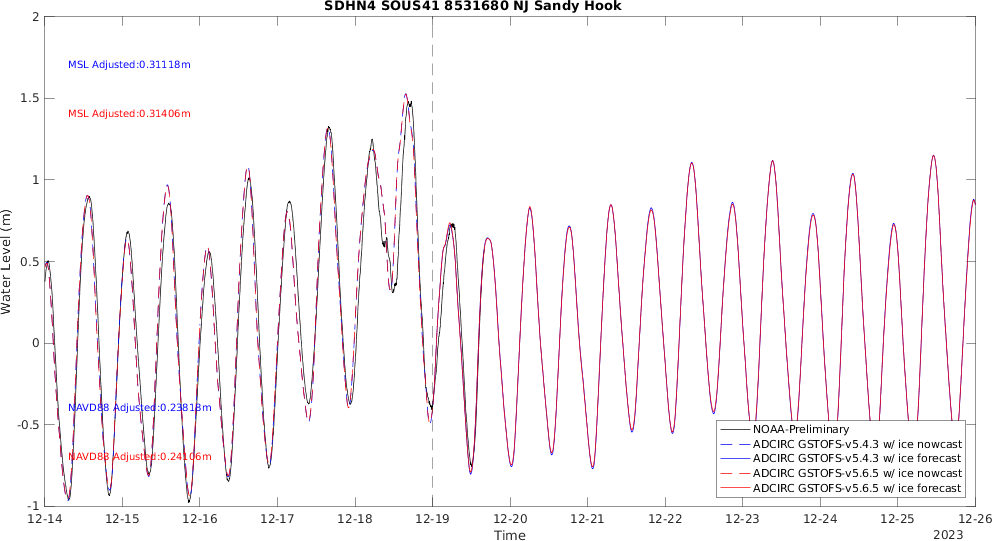 SDHN4 SOUS41 8531680 NJ Sandy Hook
2
1.5
1
0.5
0
-0.5
-1
Water Level (m)
MSL Adjusted:0.31118m
MSL Adjusted:0.31406m
NAVD88 Adjusted:0.23818m
NAVD88 Adjusted:0.24106m
NOAA-Preliminary
ADCIRC GSTOFS-v5.4.3 w/ ice nowcast
ADCIRC GSTOFS-v5.4.3 w/ ice forecast
ADCIRC GSTOFS-v5.6.5 w/ ice nowcast
ADCIRC GSTOFS-v5.6.5 w/ ice forecast
12-14 12-15 12-16 12-17 12-18 12-19 12-20 12-21 12-22 12-23 12-24 12-25 12-26
Time
2023